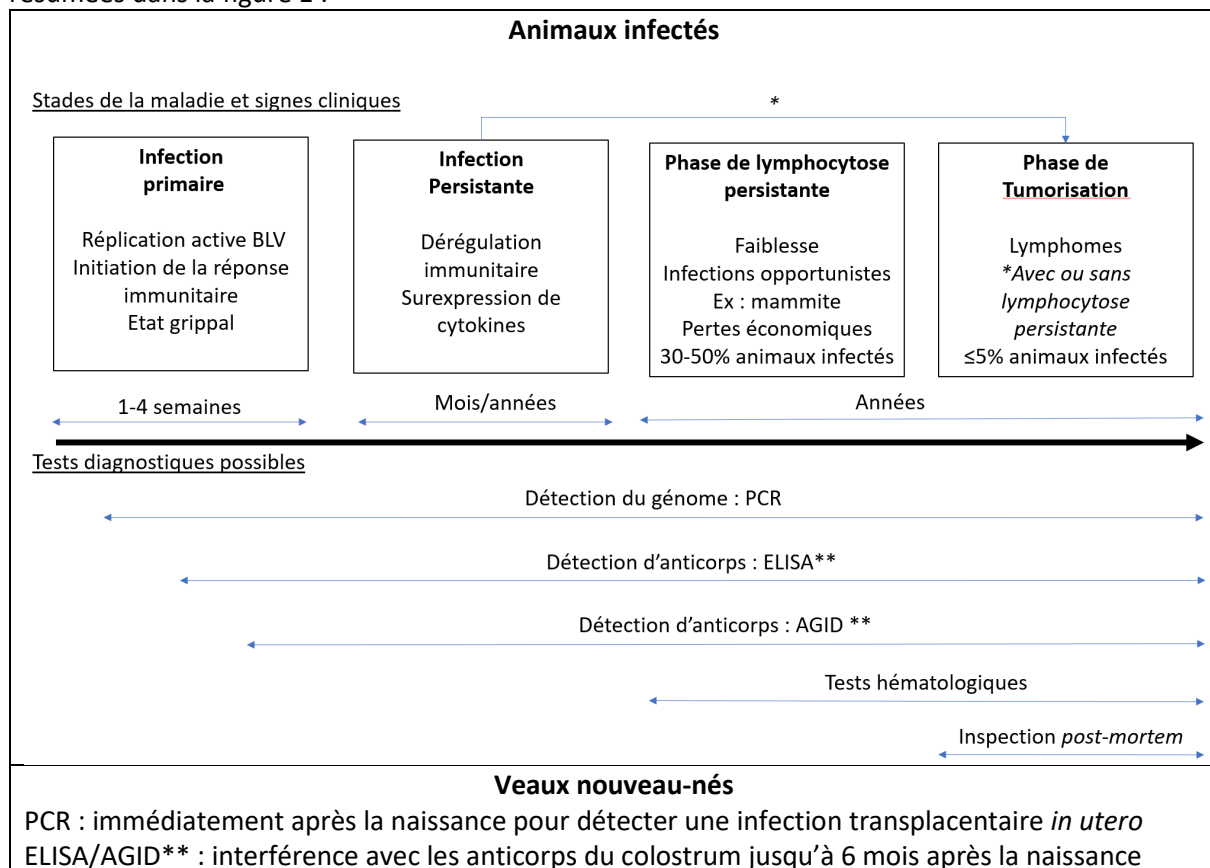 résumées dans la figure 1 .
Animaux infectés
Stades de la maladie et signes cliniques
*
Infection
primaire
Réplication active BLV
Initiation de la réponse
immunitaire
Etat grippal
Infection
Persistante
Dérégulation
immunitaire
Surexpression de
cytokines
Phase de lymphocytose
persistante
Faiblesse
Infections opportunistes
Ex : mammite
Pertes économiques
30-50% animaux infectés
Phase de
Tumorisation
Lymphomes
*Avec ou sans
lymphocytose
persistante
≤5% animaux infectés
1-4 semaines
Mois/années
Années
Tests diagnostiques possibles
Détection du génome : PCR
Détection d’anticorps : ELISA**
Détection d’anticorps : AGID **
Tests hématologiques
Inspection post-mortem
Veaux nouveau-nés
PCR : immédiatement après la naissance pour détecter une infection transplacentaire in utero
ELISA/AGID** : interférence avec les anticorps du colostrum jusqu’à 6 mois après la naissance